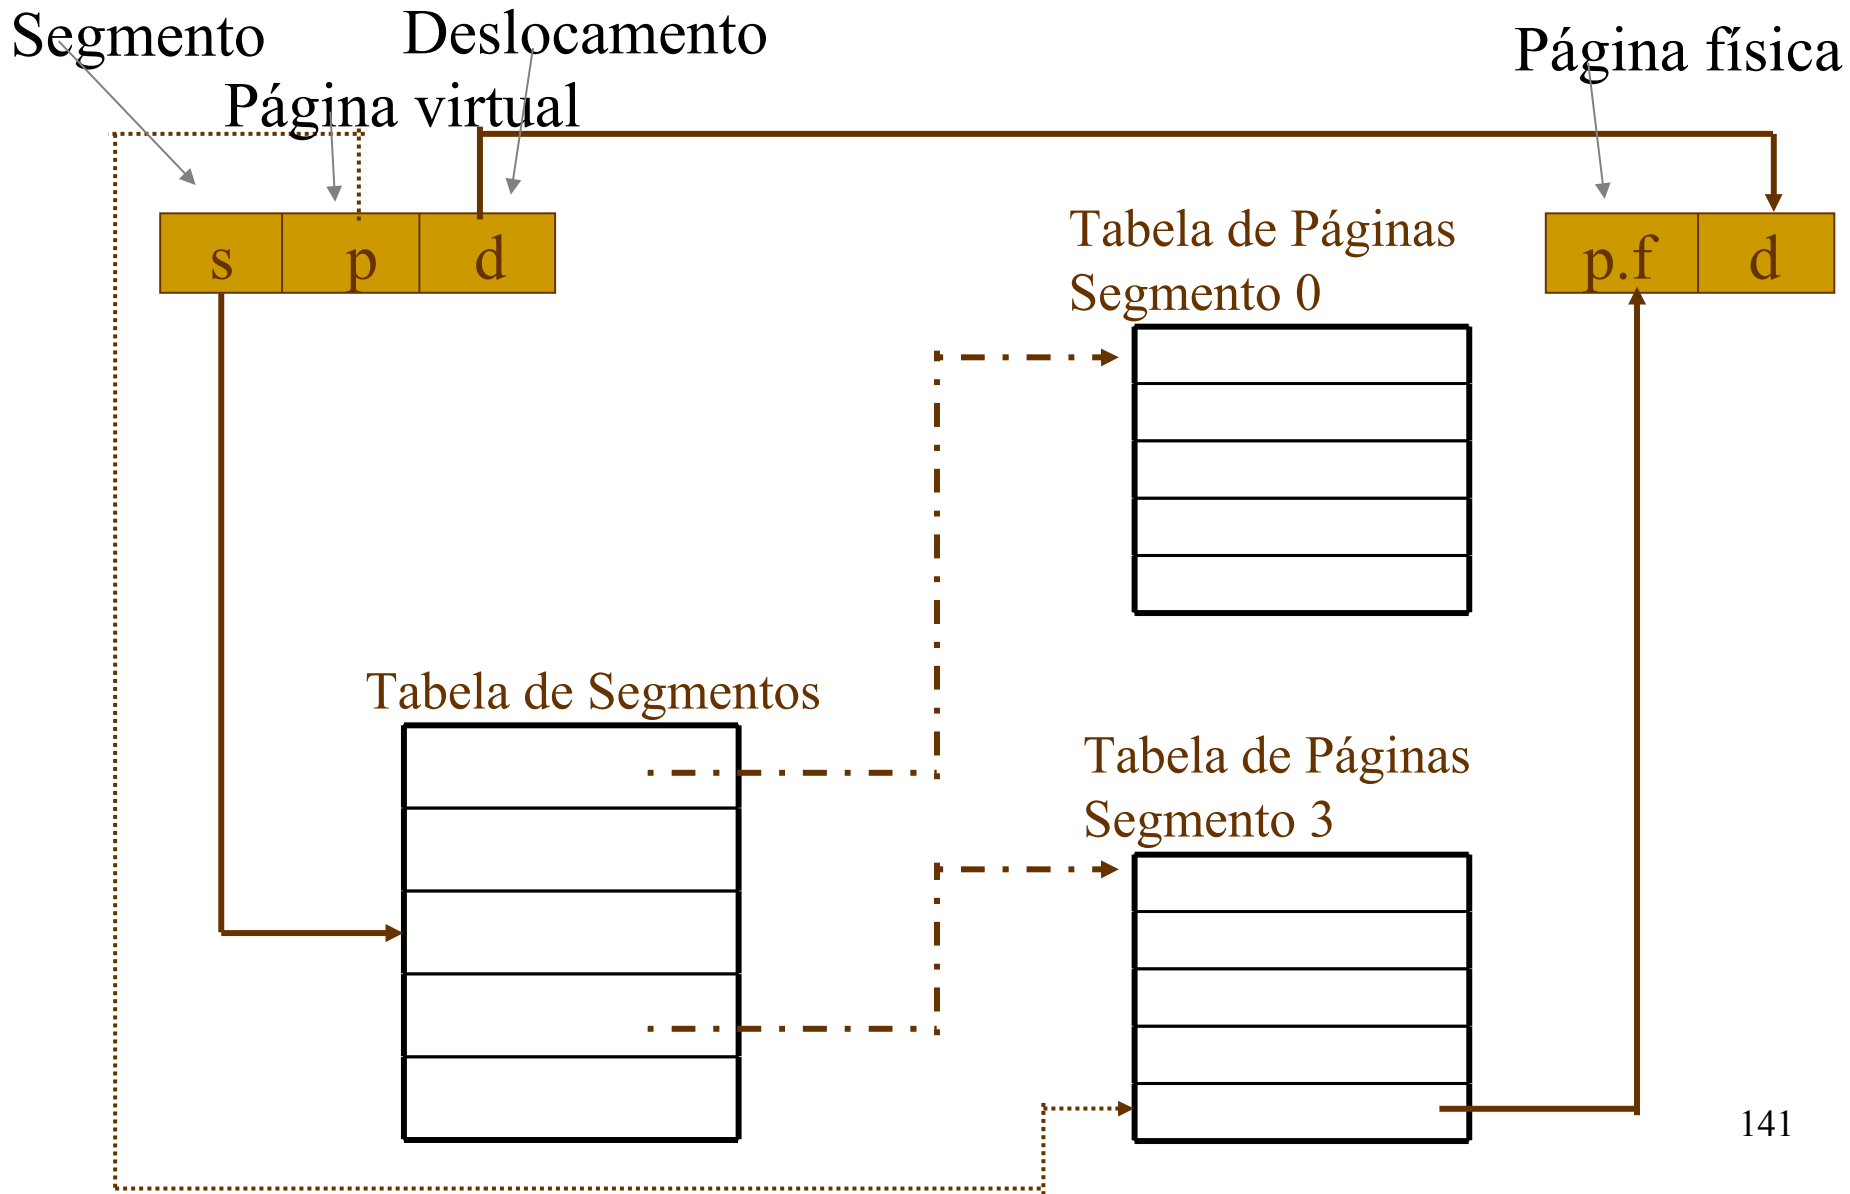 Segmento
Deslocamento
Página física
Página virtual
s
p
d
Tabela de Páginas
Segmento 0
p.f
d
Tabela de Segmentos
Tabela de Páginas
Segmento 3
141